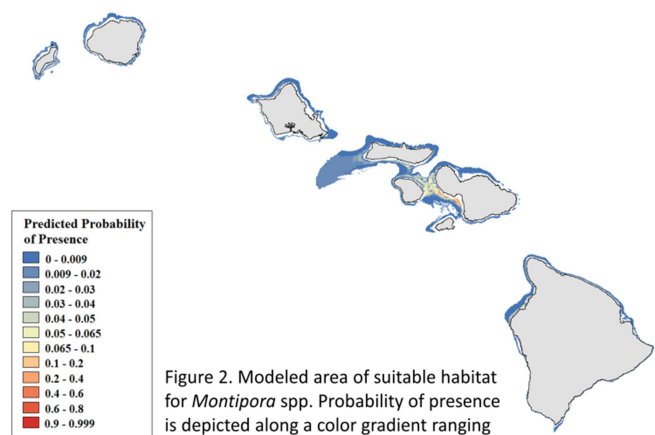 Predicted Probability
of Presence
0 - 0.009
0.009 - 0.02
0.02 - 0.03
0.03 - 0.04
0.04 - 0.05
0.05 - 0.065
0.065 - 0.1
0.1 - 0.2
0.2 - 0.4
0.4 - 0.6
0.6 - 0.8
0.9 - 0.999
Figure 2. Modeled area of suitable habitat
for Montipora spp. Probability of presence
is depicted along a color gradient ranging